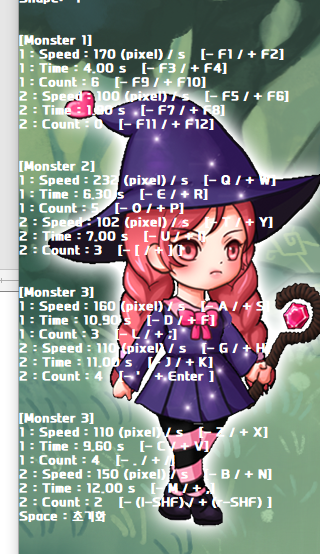 [Monster 1]
1 : Speed : 170 (pixel) / s [- F1 / + F2]
1 : Time : 4.00 s [- F3 / + F4]
1 : Count : 6 [- F9 / + F10]
2 : Speed : 100 (pixel) / s [- F5 / + F6]
2 : Time : s [- F7 / + F8]
2 : Count : [- F11 / + F12]
[Monster 2]
1 : Speed : 232 (pixel) / s [- Q / + W]
1 : Time : 6.30 s [- E / + R]
1 : Count : 5 [- O / + P]
2 : Speed : 102 (pixel) / s [- T / + Y]
2 : Time : 7.00 s [- U /
2 : Count : 3 [- [ / + ] ]
[Monster 3]
1 : Speed : 160 (pixel) / s [- A / + S]
1 : Time : 10.90 s [- D / + F]
1 : Count : 3 [- L / + ;]
2 : Speed : 110 (pixel) / s [- G / + H]
2 : Time : 11.00 s [- J / + K]
2 : Count : 4 [- ' / + Enter ]
[Monster 3]
1 : Speed : 110 (pixel) / s [- Z / + X]
1 : Time : 9.60 s [- C / + V]
1 : Count : 4 [- . / + /]
2 : Speed : 150 (pixel) / s [- B / + N]
2 : Time : 12.00 s [- M / + ,]
2 : Count : 2 [- (l-SHF) / + (r-SHF) ]
Space : 초기화